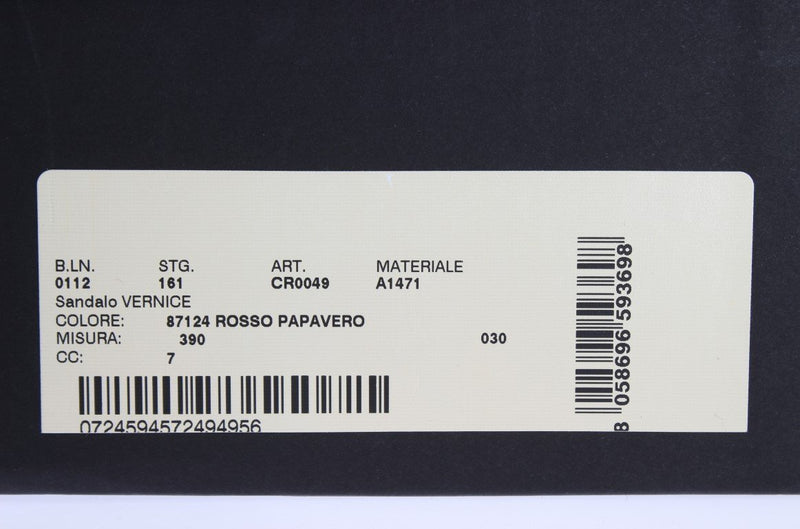 B.LN. STG. ART. MATERIALE
0112 161 CR0049 A1471
Sandalo VERNICE
COLORE: 87124 ROSSO PAPAVERO
MISURA: 390 030
CC: 7
0724594572494956
8 058696 593698